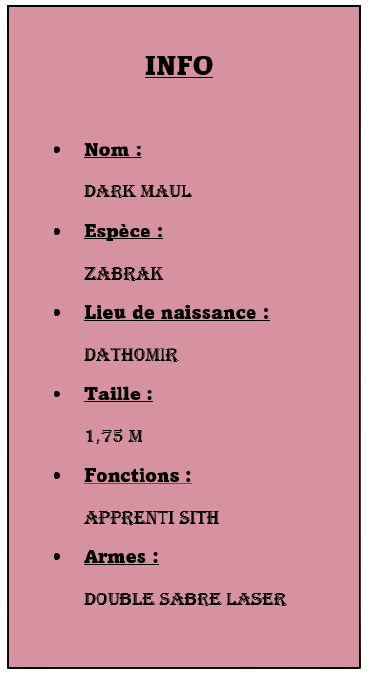 INFO
• Nom :
DARK MAUL
• Espèce :
ZABRAK
• Lieu de naissance :
DATHOMIR
• Taille :
1,75 M
• Fonctions :
APPRENTI SITH
• Armes :
DOUBLE SABRE LASER